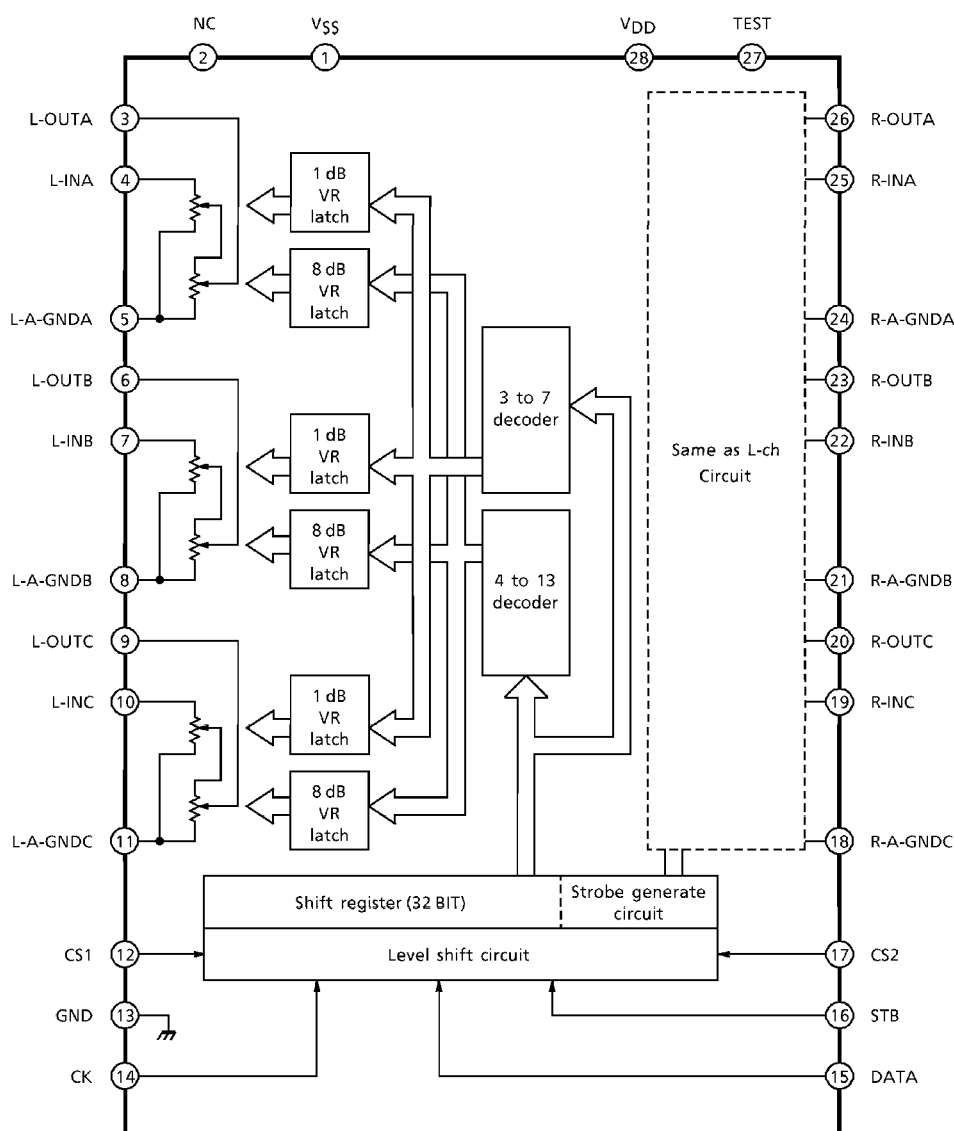 NC
VSS
VDD
TEST
2
1
28
27
L-OUTA
3
26
R-OUTA
L-INA
4
25
R-INA
1 dB
VR
latch
8 dB
VR
latch
L-A-GNDA
5
24
R-A-GNDA
L-OUTB
6
23
R-OUTB
3 to 7
decoder
L-INB
7
22
R-INB
1 dB
VR
latch
Same as L-ch
Circuit
8 dB
VR
latch
4 to 13
decoder
L-A-GNDB
8
21
R-A-GNDB
L-OUTC
9
20
R-OUTC
L-INC
10
19
R-INC
1 dB
VR
latch
8 dB
VR
latch
L-A-GNDC
11
18
R-A-GNDC
Shift register (32 BIT)
Strobe generate
circuit
CS1
12
Level shift circuit
17
CS2
GND
13
16
STB
CK
14
15
DATA